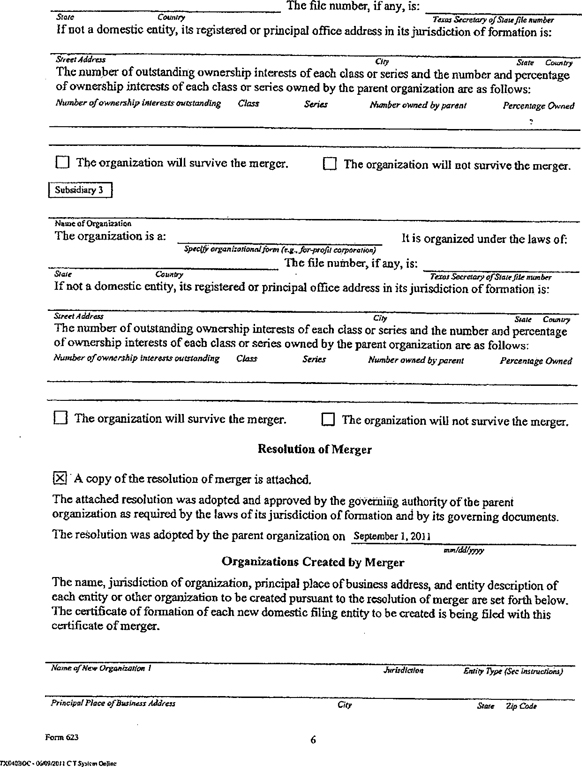 The file number, if any, is:
State Country Texas Secretary of State file number
If not a domestic entity, its registered or principal office address in its jurisdiction of formation is:
Street Address City State Country
The number of outstanding ownership interests of each class or series and the number and percentage
of ownership interests of each class or series owned by the parent organization are as follows:
Number of ownership interests outstanding Class Series Number owned by parent Percentage Owned
The organization will survive the merger. The organization will not survive the merger.
Subsidiary 3
Name of Organization
The organization is a: It is organized under the laws of:
Specify organizational form (e.g., for-profit corporation)
The file number, if any, is:
State Country Texas Secretary of State file number
If not a domestic entity, its registered or principal office address in its jurisdiction of formation is:
Street Address City State Country
The number of outstanding ownership interests of each class or series and the number and percentage
of ownership interests of each class or series owned by the parent organization are as follows:
Number of ownership interests outstanding Class Series Number owned by parent Percentage Owned
The organization will survive the merger. The organization will not survive the merger.
Resolution of Merger
☒ A copy of the resolution of merger is attached.
The attached resolution was adopted and approved by the governing authority of the parent
organization as required by the laws of its jurisdiction of formation and by its governing documents.
The resolution was adopted by the parent organization on September 1, 2011
mm/dd/yyyy
Organizations Created by Merger
The name, jurisdiction of organization, principal place of business address, and entity description of
each entity or other organization to be created pursuant to the resolution of merger are set forth below.
The certificate of formation of each new domestic filing entity to be created is being filed with this
certificate of merger.
Name of New Organization 1 Jurisdiction Entity Type (See instructions)
Principal Place of Business Address City State Zip Code
Form 623 6
TX040BOC - 06/09/2011 C T System Online